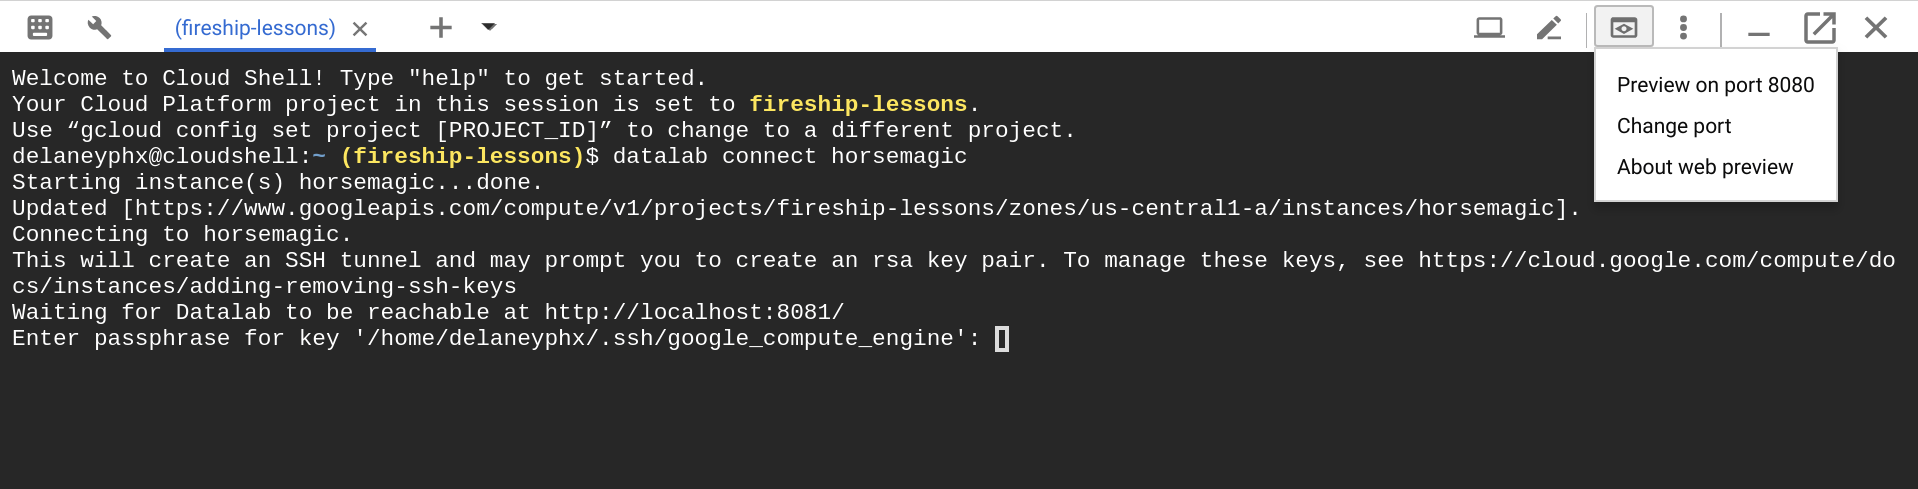 (fireship-lessons)
Preview on port 8080
Change port
About web preview
Welcome to Cloud Shell! Type "help" to get started.
Your Cloud Platform project in this session is set to fireship-lessons.
Use “gcloud config set project [PROJECT_ID]” to change to a different project.
delaneyphx@cloudshell:~ (fireship-lessons)$ datalab connect horsemagic
Starting instance(s) horsemagic...done.
Updated [https://www.googleapis.com/compute/v1/projects/fireship-lessons/zones/us-central1-a/instances/horsemagic].
Connecting to horsemagic.
This will create an SSH tunnel and may prompt you to create an rsa key pair. To manage these keys, see https://cloud.google.com/compute/do
cs/instances/adding-removing-ssh-keys
Waiting for Datalab to be reachable at http://localhost:8081/
Enter passphrase for key '/home/delaneyphx/.ssh/google_compute_engine':